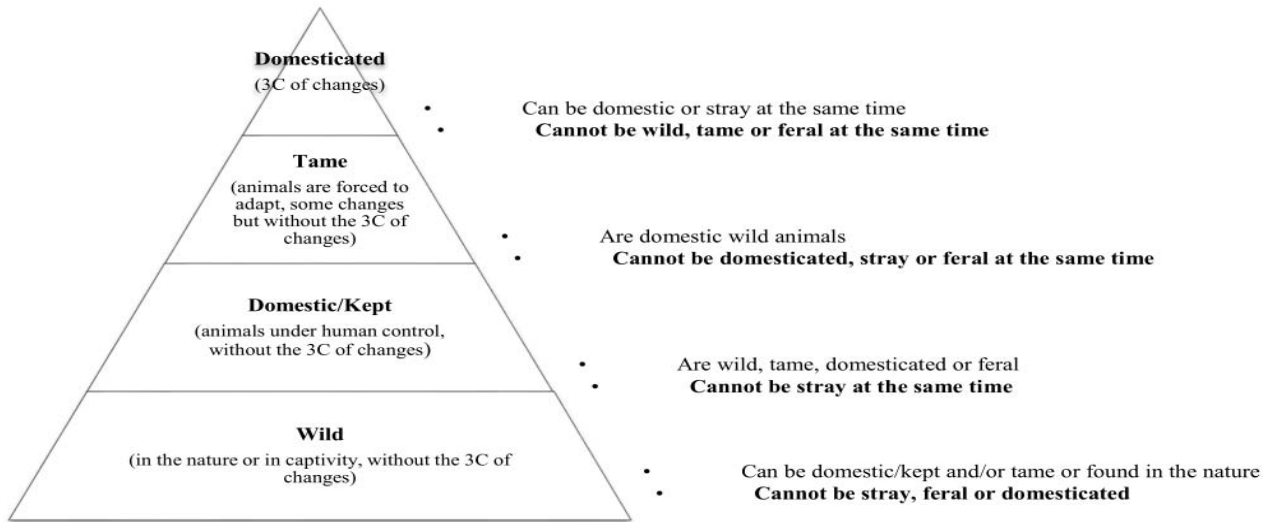 Domesticated
(3C of changes)
• Can be domestic or stray at the same time
• Cannot be wild, tame or feral at the same time
Tame
(animals are forced to
adapt, some changes
but without the 3C of
changes)
• Are domestic wild animals
• Cannot be domesticated, stray or feral at the same time
Domestic/Kept
(animals under human control,
without the 3C of changes)
• Are wild, tame, domesticated or feral
• Cannot be stray at the same time
Wild
(in the nature or in captivity, without the 3C of
changes)
• Can be domestic/kept and/or tame or found in the nature
• Cannot be stray, feral or domesticated